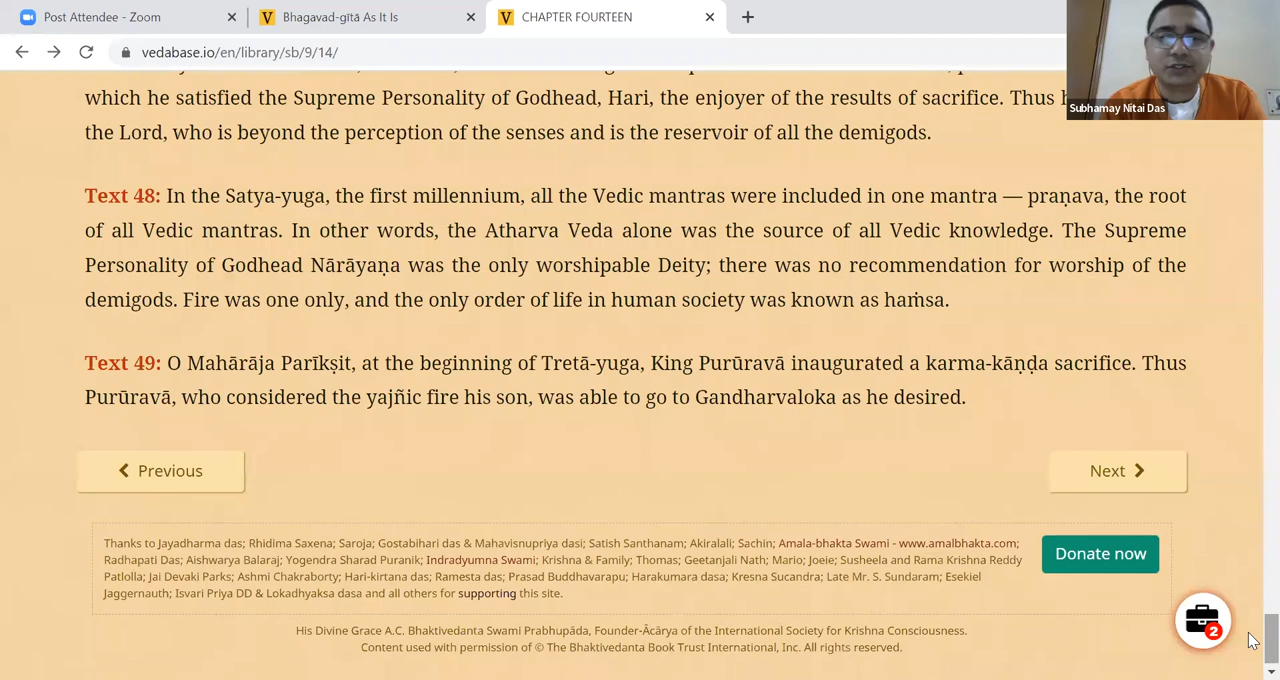 Post Attendee - Zoom
Bhagavad-gītā As It Is
CHAPTER FOURTEEN
vedabase.io/en/library/sb/9/14/
Subhamay Nitai Das
which he satisfied the Supreme Personality of Godhead, Hari, the enjoyer of the results of sacrifice. Thus
the Lord, who is beyond the perception of the senses and is the reservoir of all the demigods.
Text 48: In the Satya-yuga, the first millennium, all the Vedic mantras were included in one mantra — praṇava, the root
of all Vedic mantras. In other words, the Atharva Veda alone was the source of all Vedic knowledge. The Supreme
Personality of Godhead Nārāyaṇa was the only worshipable Deity; there was no recommendation for worship of the
demigods. Fire was one only, and the only order of life in human society was known as haṁsa.
Text 49: O Mahārāja Parīkṣit, at the beginning of Tretā-yuga, King Purūravā inaugurated a karma-kāṇḍa sacrifice. Thus
Purūravā, who considered the yajñic fire his son, was able to go to Gandharvaloka as he desired.
Previous
Next
Thanks to Jayadharma das; Rhidima Saxena; Saroja; Gostabihari das & Mahavisnupriya dasi; Satish Santhanam; Akiralali; Sachin; Amala-bhakta Swami - www.amalbhakta.com;
Radhapati Das; Aishwarya Balaraj; Yogendra Sharad Puranik; Indradyumna Swami; Krishna & Family; Thomas; Geetanjali Nath; Mario; Joeie; Susheela and Rama Krishna Reddy
Patlolla; Jai Devaki Parks; Ashmi Chakraborty; Hari-kirtana das; Ramesta das; Prasad Buddhavarapu; Harakumara dasa; Kresna Sucandra; Late Mr. S. Sundaram; Esekiel
Jaggernauth; Isvari Priya DD & Lokadhyaksa dasa and all others for supporting this site.
Donate now
2
His Divine Grace A.C. Bhaktivedanta Swami Prabhupāda, Founder-Ācārya of the International Society for Krishna Consciousness.
Content used with permission of © The Bhaktivedanta Book Trust International, Inc. All rights reserved.